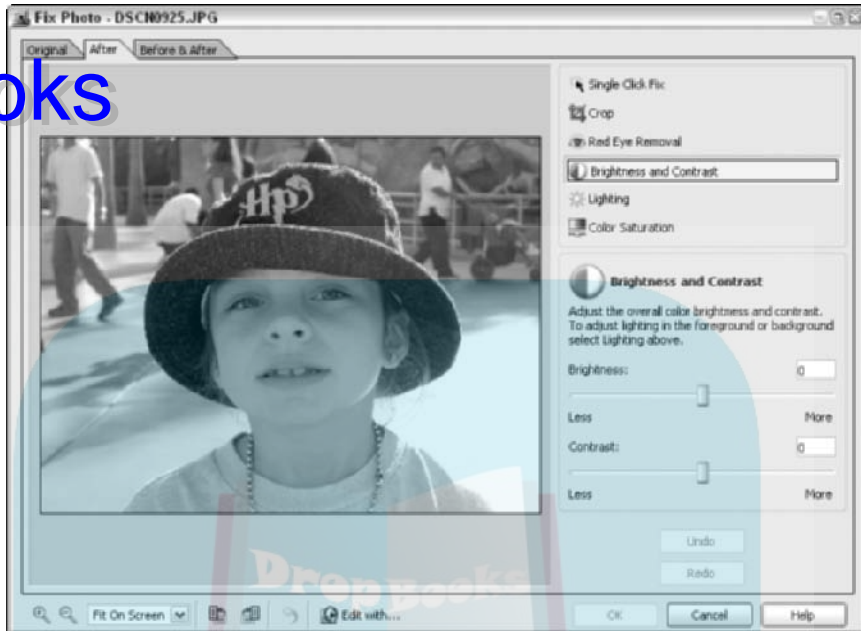 Fix Photo - DSCN0925.JPG
Original After Before & After
oks
Single Click Fix
Crop
Red Eye Removal
Brightness and Contrast
Lighting
Color Saturation
HP
Brightness and Contrast
Adjust the overall color brightness and contrast.
To adjust lighting in the foreground or background
select Lighting above.
Brightness: 0
Less More
Contrast: 0
Less More
Undo
Redo
DropBooks
Fit On Screen Edit with... OK Cancel Help